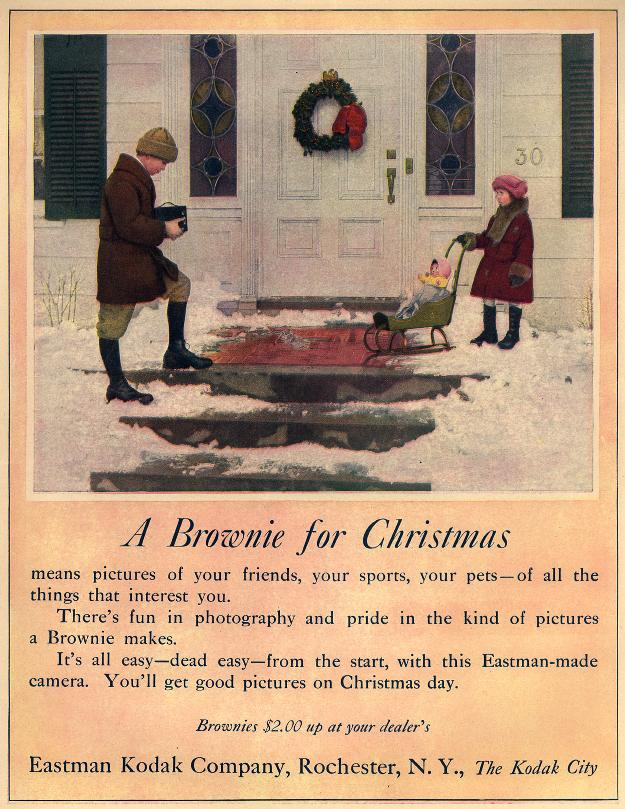 30
A Brownie for Christmas
means pictures of your friends, your sports, your pets—of all the
things that interest you.
There's fun in photography and pride in the kind of pictures
a Brownie makes.
It's all easy—dead easy—from the start, with this Eastman-made
camera. You'll get good pictures on Christmas day.
Brownies $2.00 up at your dealer's
Eastman Kodak Company, Rochester, N. Y., The Kodak City